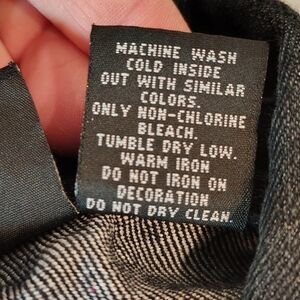 MACHINE WASH
COLD INSIDE
OUT WITH SIMILAR
COLORS.
ONLY NON-CHLORINE
BLEACH.
TUMBLE DRY LOW.
WARM IRON
DO NOT IRON ON
DECORATION
DO NOT DRY CLEAN.